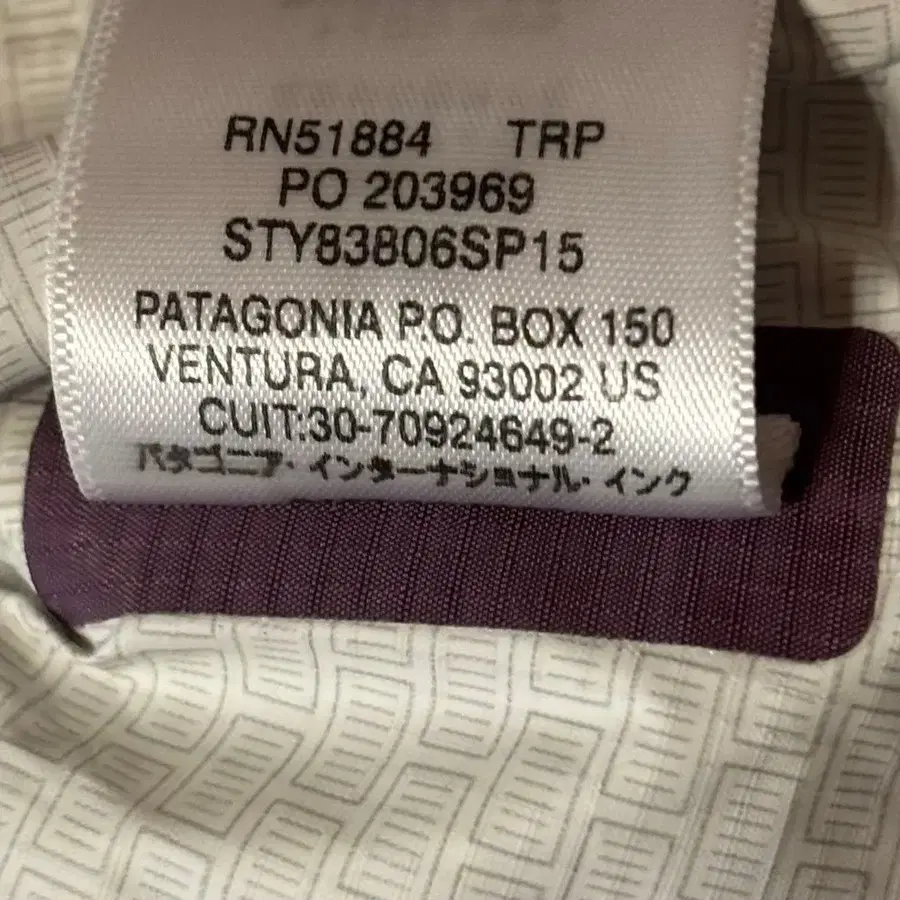 RN51884 TRP
PO 203969
STY83806SP15
PATAGONIA P.O. BOX 150
VENTURA, CA 93002 US
CUIT:30-70924649-2
パタゴニア・インターナショナル・インク